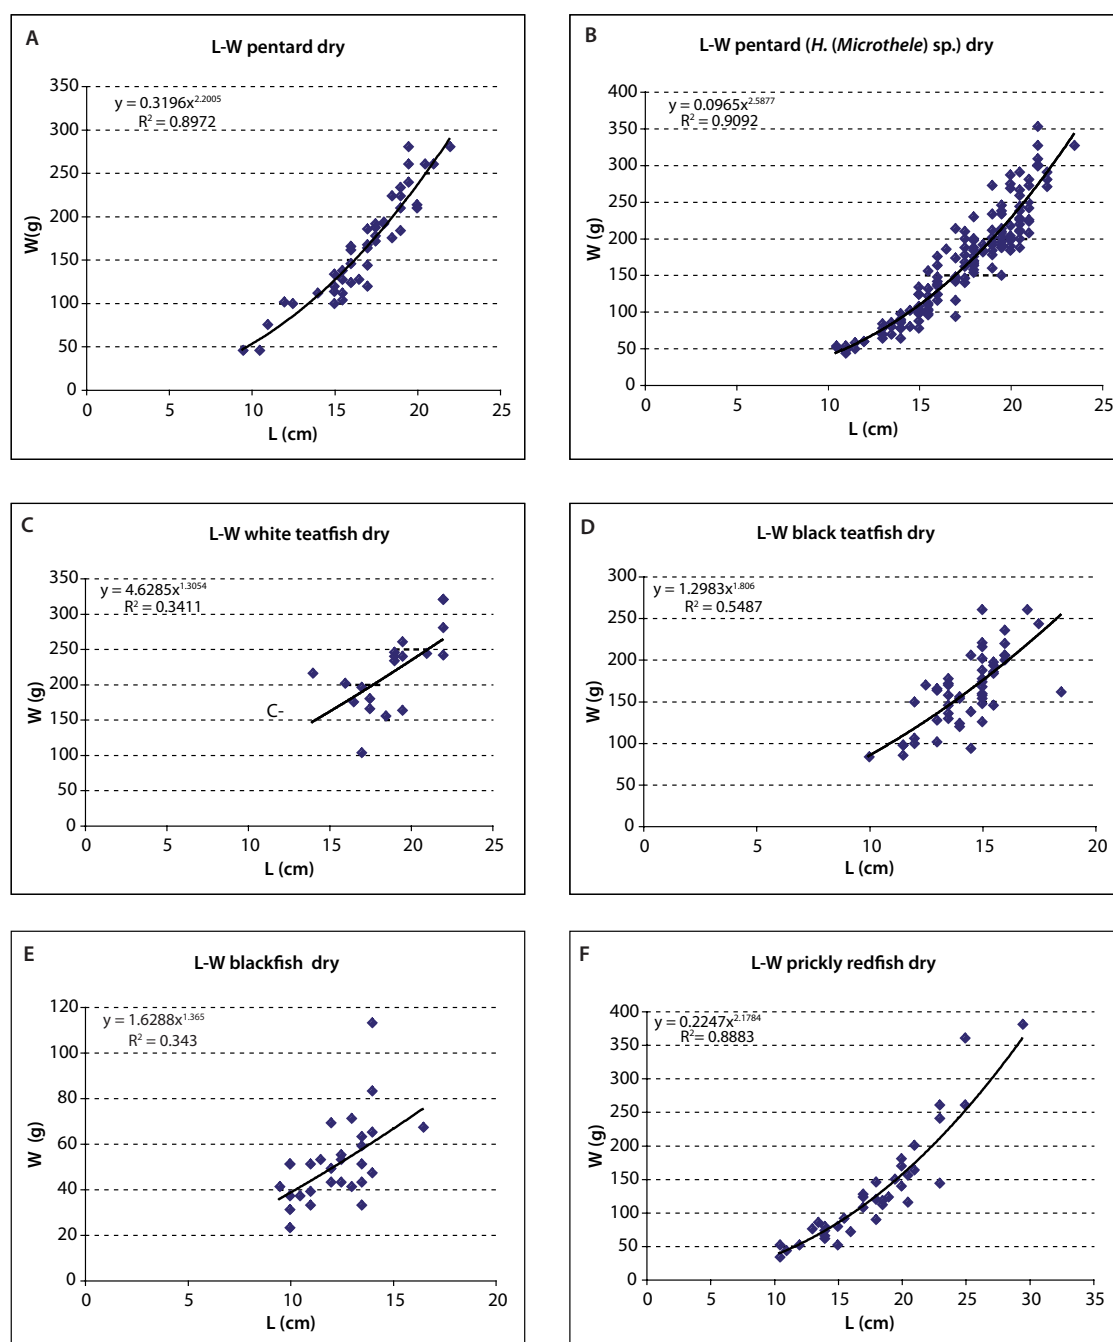 A
L-W pentard dry
y = 0.3196x2.2005
R2 = 0.8972
W(g)
350
300
250
200
150
100
50
0
0 5 10 15 20 25
L (cm)
B
L-W pentard (H. (Microthele) sp.) dry
y = 0.0965x2.5877
R2 = 0.9092
W (g)
400
350
300
250
200
150
100
50
0
0 5 10 15 20 25
L (cm)
C
L-W white teatfish dry
y = 4.6285x1.3054
R2 = 0.3411
W (g)
350
300
250
200
150
100
50
0
C-
0 5 10 15 20 25
L (cm)
D
L-W black teatfish dry
y = 1.2983x1.806
R2 = 0.5487
W (g)
300
250
200
150
100
50
0
0 5 10 15 20
L (cm)
E
L-W blackfish dry
y = 1.6288x1.365
R2 = 0.343
W (g)
120
100
80
60
40
20
0
0 5 10 15 20
L (cm)
F
L-W prickly redfish dry
y = 0.2247x2.1784
R2= 0.8883
W (g)
400
350
300
250
200
150
100
50
0
0 5 10 15 20 25 30 35
L (cm)